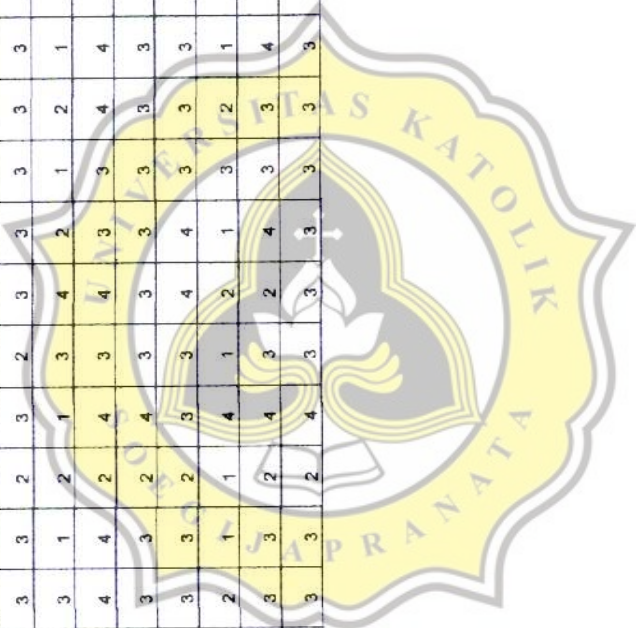 3 3 2 3 2 3 3 3 3 3
3 1 2 1 3 4 2 1 2 1
4 4 2 4 3 4 3 3 4 4
3 3 2 4 3 3 3 3 3 3
3 3 2 3 3 4 4 3 3 3
2 1 1 4 1 2 1 3 2 1
3 3 2 4 3 2 4 3 3 4
3 3 2 4 3 3 3 3 3 3
UNIVERSITAS KATOLIK
SOEGIJAPRANATA